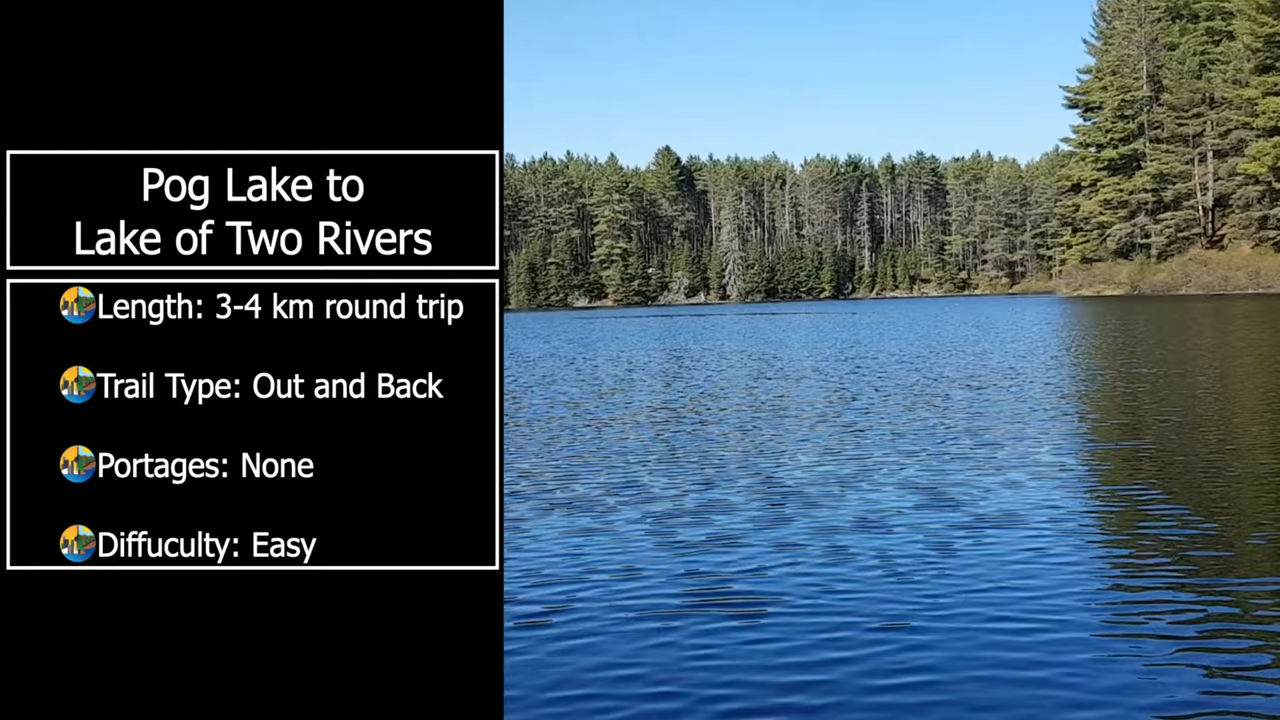 Pog Lake to
Lake of Two Rivers
Length: 3-4 km round trip
Trail Type: Out and Back
Portages: None
Diffuculty: Easy